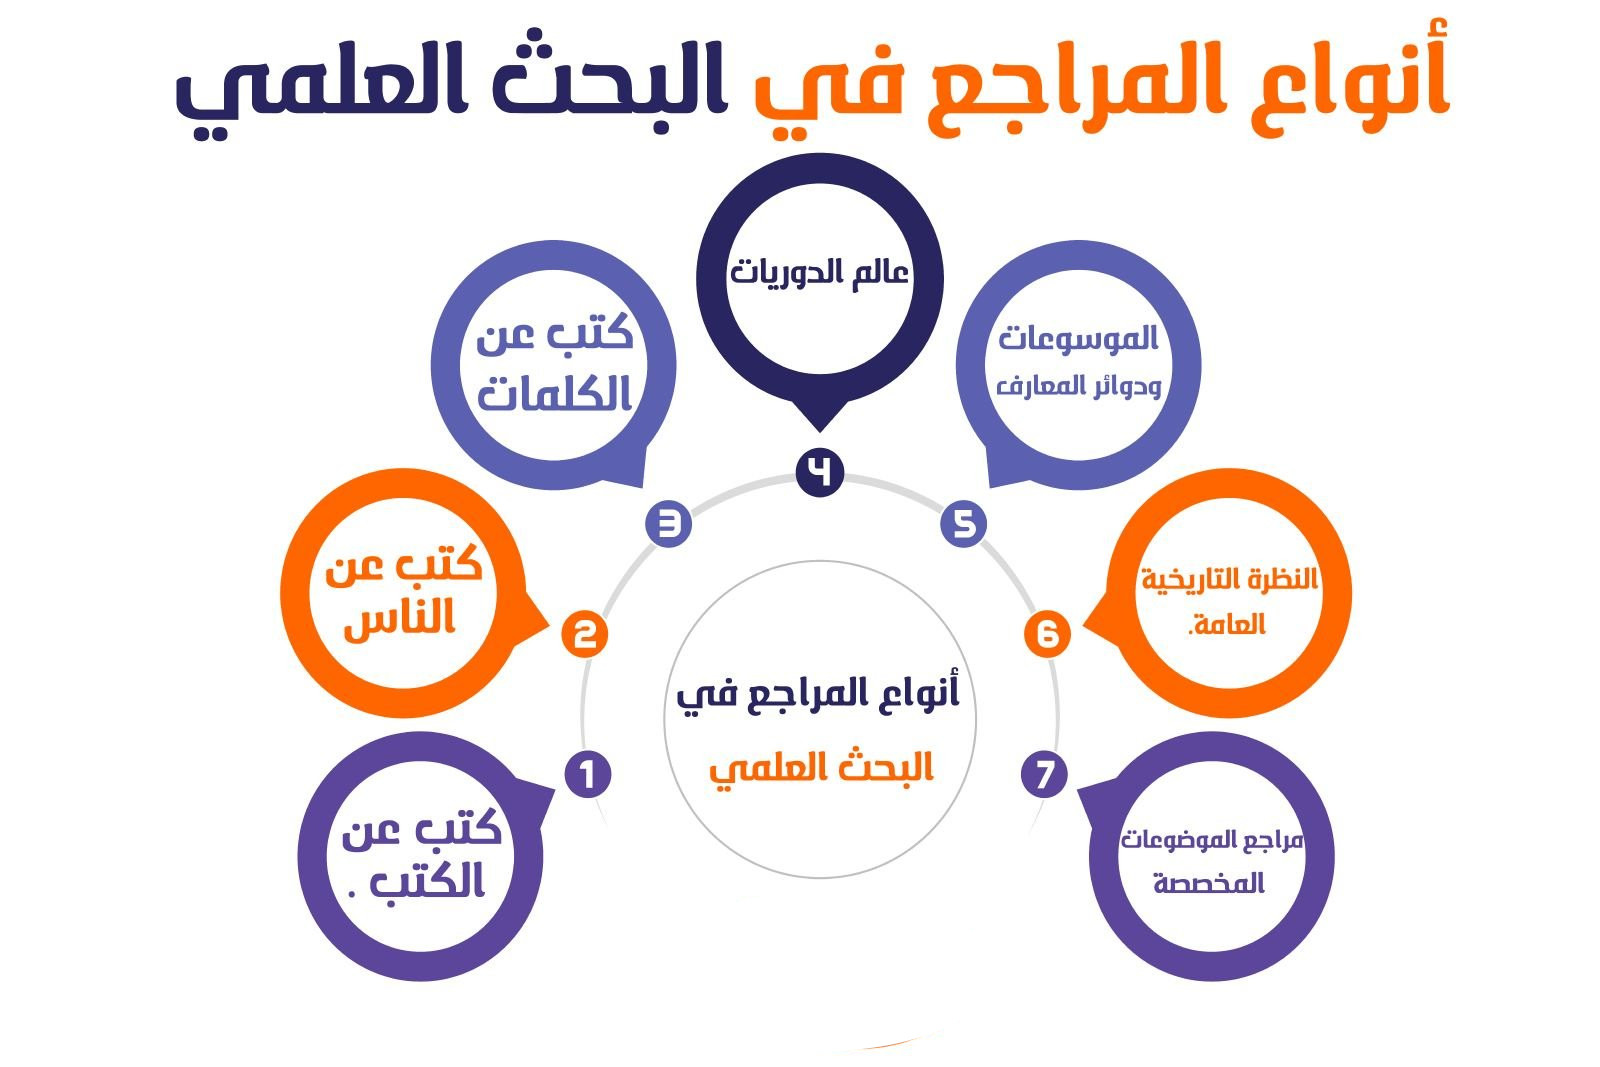 أنواع المراجع في البحث العلمي
عالم الدوريات
كتب عن
الكلمات
الموسوعات
ودوائر المعارف
4
3
5
كتب عن
الناس
2
6
النظرة التاريخية
العامة.
أنواع المراجع في
البحث العلمي
1
7
كتب عن
الكتب .
مراجع الموضوعات
المخصصة